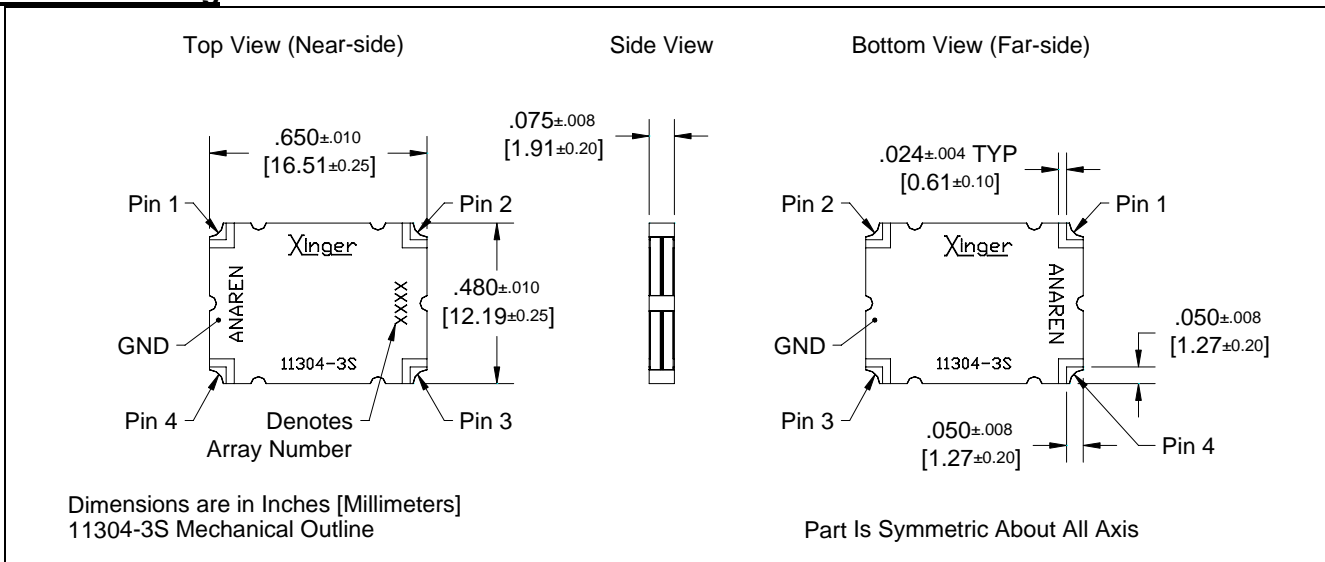 Top View (Near-side)
Side View
Bottom View (Far-side)
.650±.010
[16.51±0.25]
.075±.008
[1.91±0.20]
.024±.004 TYP
[0.61±0.10]
Pin 1
Pin 2
Pin 2
Pin 1
Xinger
ANAREN
XXXX
.480±.010
[12.19±0.25]
GND
11304-3S
Pin 4
Denotes
Array Number
Pin 3
Xinger
ANAREN
GND
11304-3S
.050±.008
[1.27±0.20]
Pin 3
.050±.008
[1.27±0.20]
Pin 4
Dimensions are in Inches [Millimeters]
11304-3S Mechanical Outline
Part Is Symmetric About All Axis